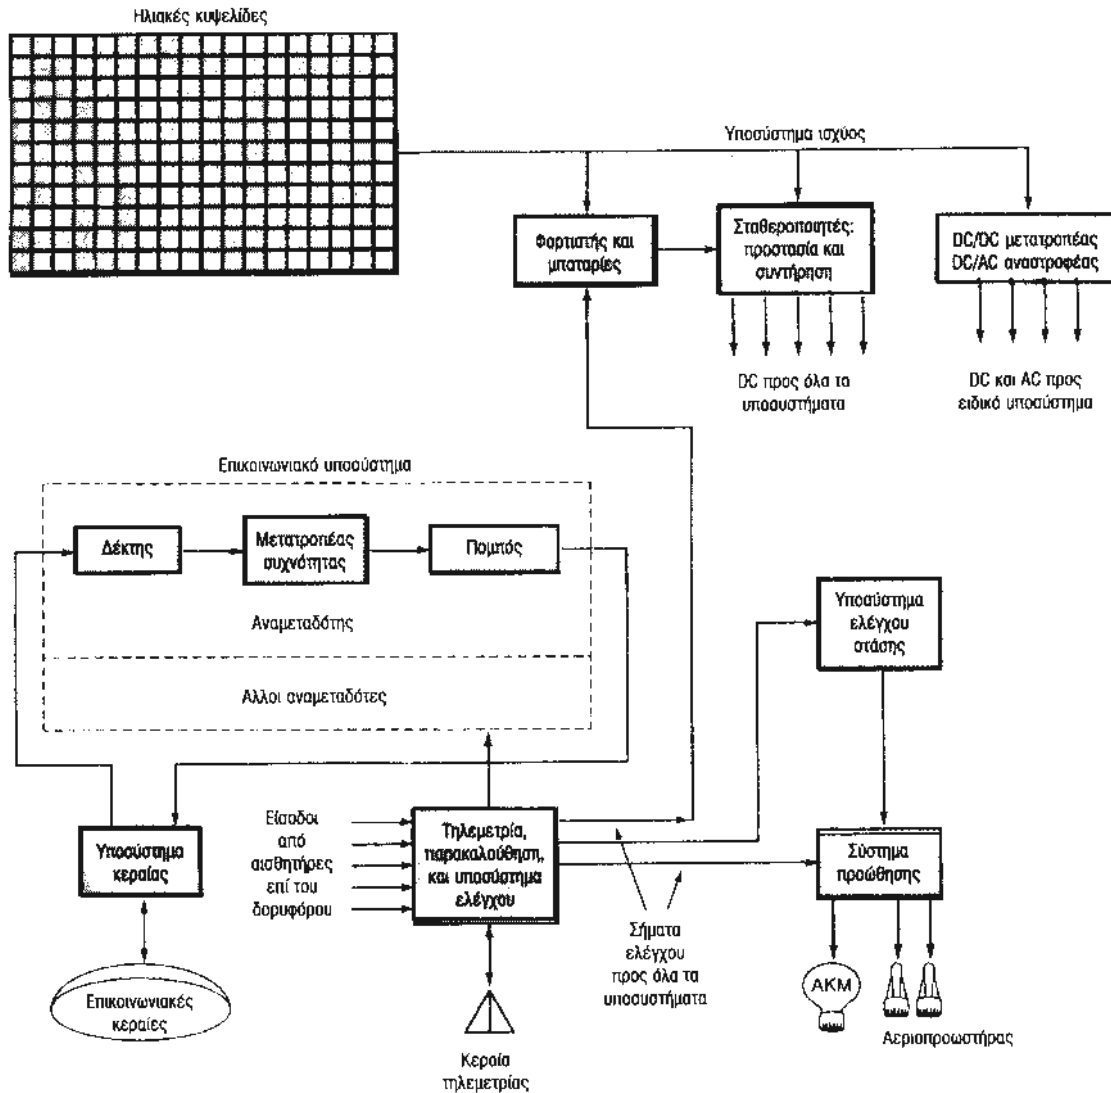 Ηλιακές κυψελίδες
Υποσύστημα ισχύος
Φορτιστής και
μπαταρίες
Σταθεροποιητές:
προστασία και
συντήρηση
DC/DC μετατροπέας
DC/AC αναστροφέας
DC προς όλα τα
υποσυστήματα
DC και AC προς
ειδικό υποσύστημα
Επικοινωνιακό υποσύστημα
Δέκτης
Μετατροπέας
συχνότητας
Πομπός
Αναμεταδότης
Αλλοι αναμεταδότες
Υποσύστημα
ελέγχου
στάσης
Υποσύστημα
κεραίας
Είσοδοι
από
αισθητήρες
επί του
δορυφόρου
Τηλεμετρία,
παρακαλούθηση,
και υποσύστημα
ελέγχου
Σύστημα
προώθησης
Σήματα
ελέγχου
προς όλα τα
υποσυστήματα
Επικοινωνιακές
κεραίες
AKM
Αεριοπροωστήρας
Κεραία
τηλεμετρίας